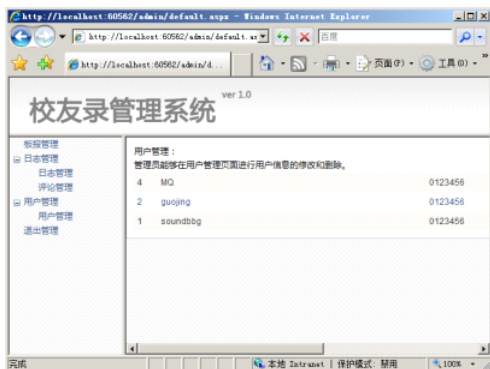 http://localhost:60562/admin/default.aspx - Windows Internet Explorer
http://localhost:60562/admin/default.as
百度
http://localhost:60562/admin/d...
页面(P)
工具(O)
»
校友录管理系统 ver 1.0
板报管理
日志管理
日志管理
评论管理
用户管理
用户管理
退出管理
用户管理：
管理员能够在用户管理页面进行用户信息的修改和删除。
4 MQ 0123456
2 guojing 0123456
1 soundbbg 0123456
完成
本地 Intranet | 保护模式: 禁用
100%